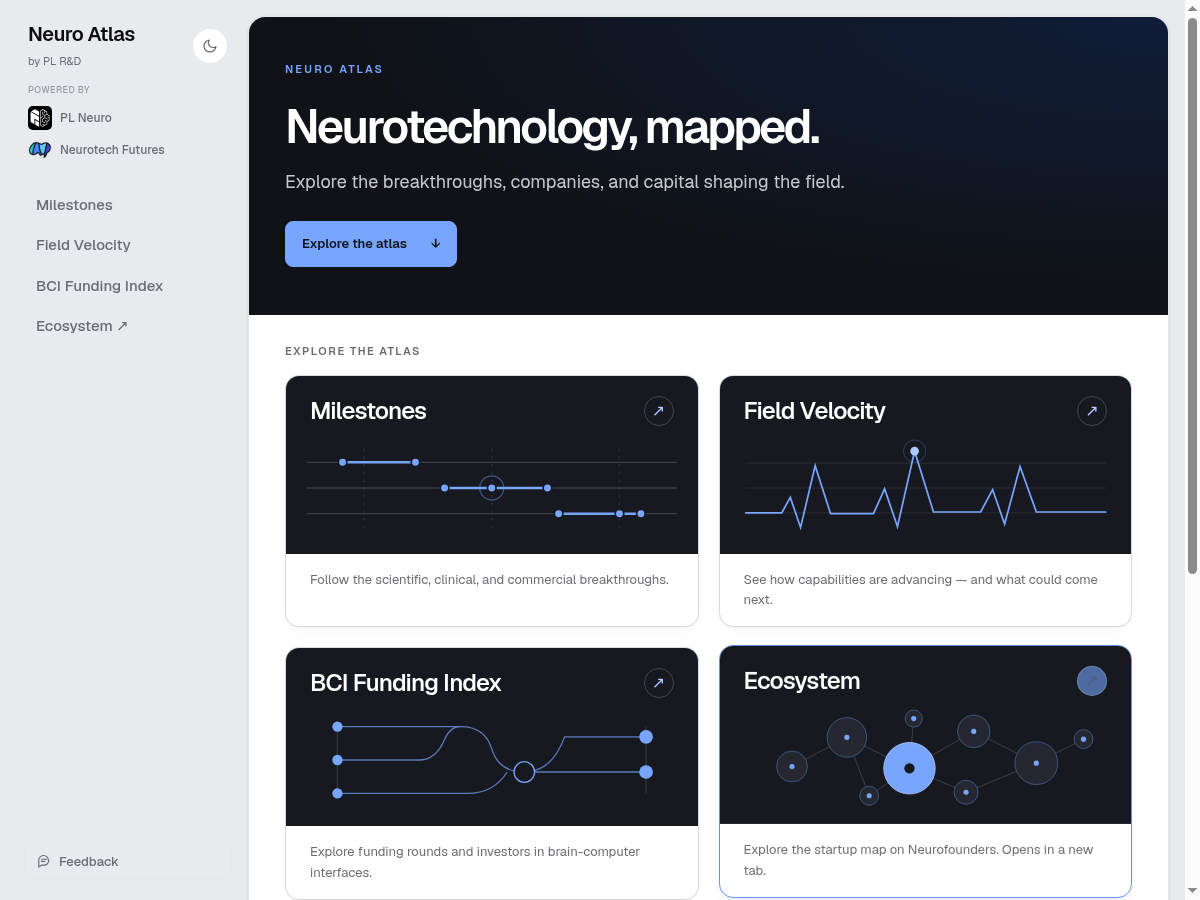 Neuro Atlas
by PL R&D
POWERED BY
PL Neuro
Neurotech Futures
Milestones
Field Velocity
BCI Funding Index
Ecosystem ↗
Feedback
NEURO ATLAS
Neurotechnology, mapped.
Explore the breakthroughs, companies, and capital shaping the field.
Explore the atlas ↓
EXPLORE THE ATLAS
Milestones ↗
Follow the scientific, clinical, and commercial breakthroughs.
Field Velocity ↗
See how capabilities are advancing — and what could come
next.
BCI Funding Index ↗
Explore funding rounds and investors in brain-computer
interfaces.
Ecosystem ↗
Explore the startup map on Neurofounders. Opens in a new
tab.